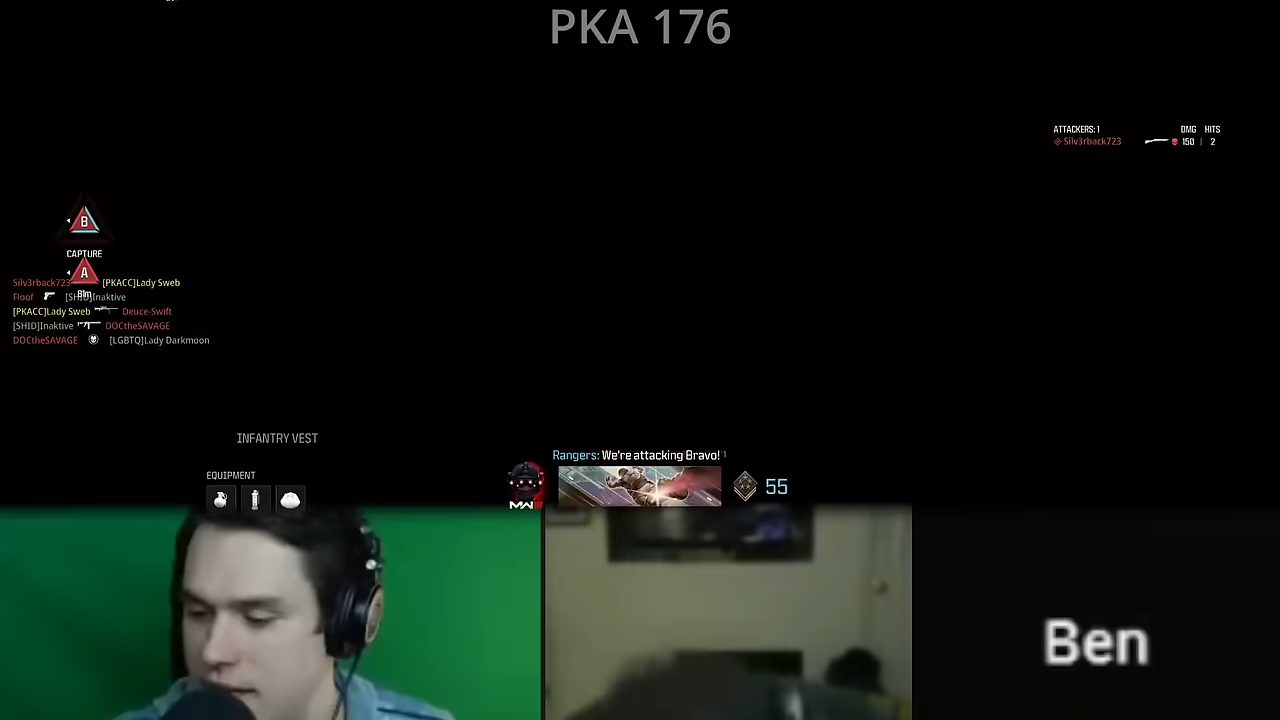 PKA 176
ATTACKERS: 1 DMG HITS
Silv3rback723 150 | 2
B
CAPTURE
A
Silv3rback723 [PKACC]Lady Sweb
Floof [SHID]Inaktive
[PKACC]Lady Sweb Deuce-Swift
[SHID]Inaktive DOCtheSAVAGE
DOCtheSAVAGE [LGBTQ]Lady Darkmoon
INFANTRY VEST
EQUIPMENT
Rangers: We're attacking Bravo!
MW
55
Ben